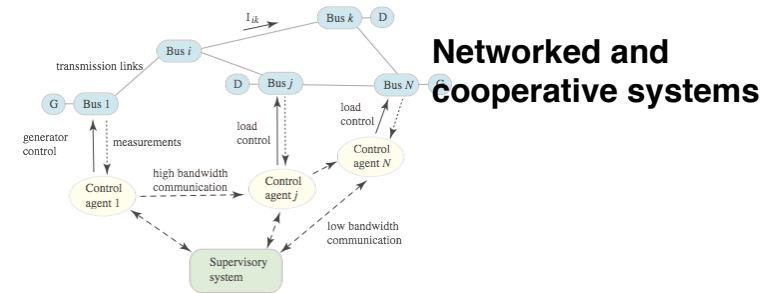 I ik
Bus k
D
Bus i
Networked and
cooperative systems
transmission links
D
Bus j
Bus N
G
G
Bus 1
load
control
generator
control
measurements
load
control
high bandwidth
communication
Control
agent N
Control
agent 1
Control
agent j
low bandwidth
communication
Supervisory
system